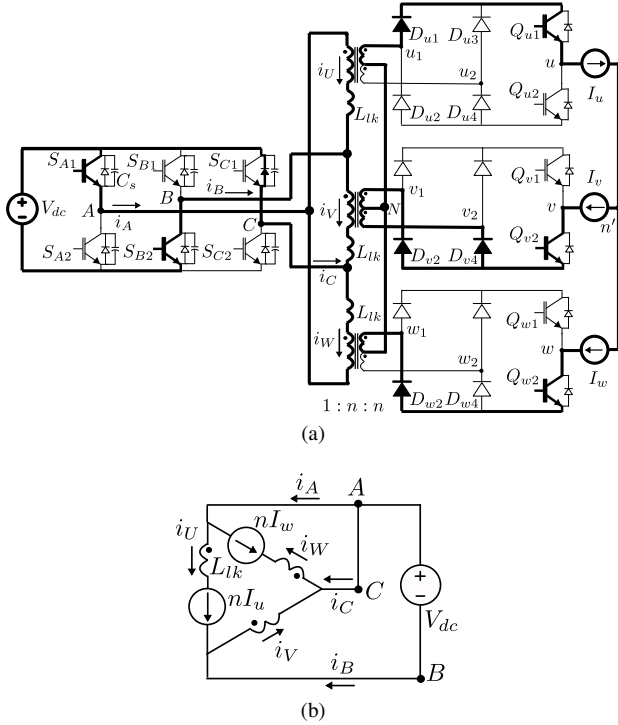 D_{u1} D_{u3} Q_{u1}
u_1 u_2 u I_u
i_U
L_{lk} D_{u2} D_{u4} Q_{u2}
S_{A1} S_{B1} S_{C1}
C_s B i_B
V_{dc} A i_A C
S_{A2} S_{B2} S_{C2}
v_1 Q_{v1}
i_V N v_2 v I_v n'
L_{lk} D_{v2} D_{v4} Q_{v2}
i_C
L_{lk} w_1 Q_{w1}
i_W w_2 w I_w
D_{w2} D_{w4} Q_{w2}
1 : n : n
(a)
i_A A
i_U nI_w i_W
L_{lk} i_C C
nI_u V_{dc}
i_V
i_B B
(b)